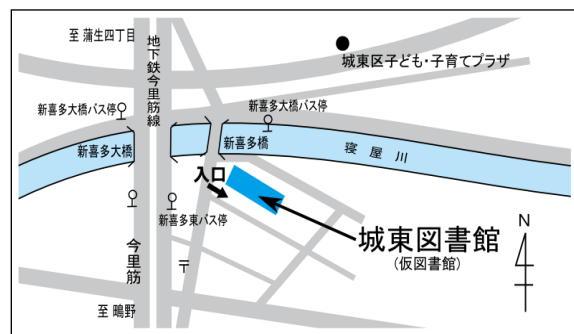 至 蒲生四丁目
地下鉄今里筋線
城東区子ども・子育てプラザ
新喜多大橋バス停
新喜多大橋バス停
新喜多大橋
新喜多橋
寝屋川
入口
新喜多東バス停
城東図書館
(仮図書館)
N
今里筋
〒
至 鴫野